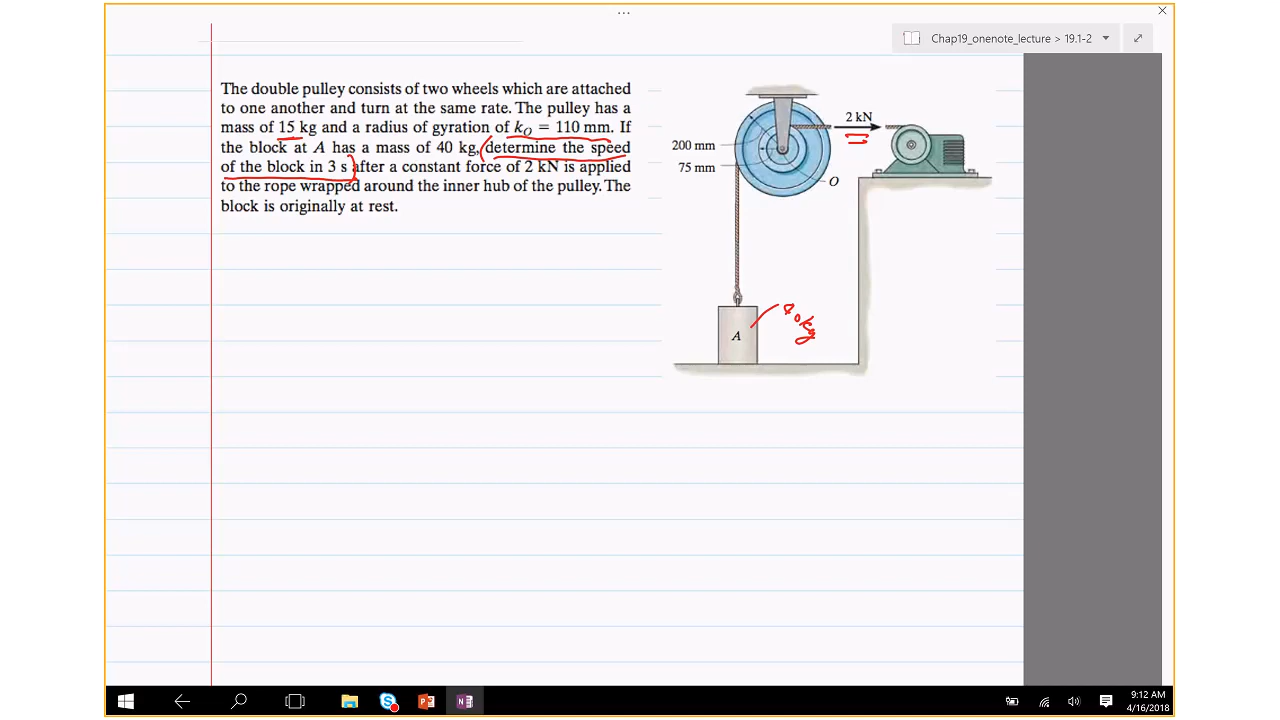 ...
Chap19_onenote_lecture > 19.1-2
The double pulley consists of two wheels which are attached
to one another and turn at the same rate. The pulley has a
mass of 15 kg and a radius of gyration of kO = 110 mm. If
the block at A has a mass of 40 kg, determine the speed
of the block in 3 s after a constant force of 2 kN is applied
to the rope wrapped around the inner hub of the pulley. The
block is originally at rest.
2 kN
200 mm
75 mm
O
40kg
A
9:12 AM
4/16/2018